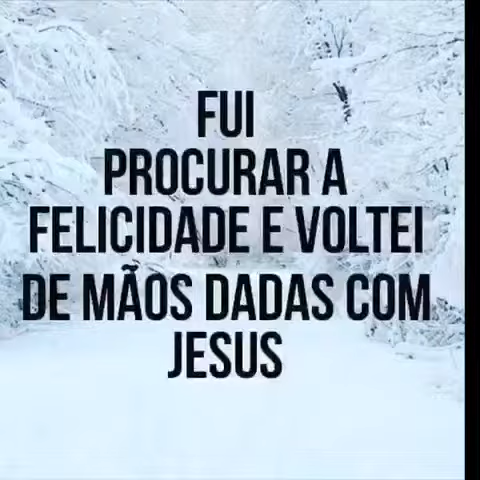 FUI
PROCURAR A
FELICIDADE E VOLTEI
DE MÃOS DADAS COM
JESUS